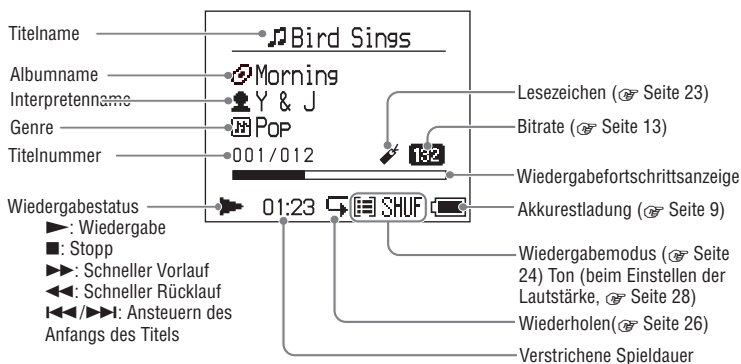 Titelname
♫Bird Sings
Albumname
Morning
Interpretenname
Y & J
Genre
Pop
Titelnummer
001/012
132
Wiedergabestatus
01:23
SHUF
►: Wiedergabe
■: Stopp
►►: Schneller Vorlauf
◄◄: Schneller Rücklauf
I◄◄/►►I: Ansteuern des
Anfangs des Titels
Lesezeichen (☞ Seite 23)
Bitrate (☞ Seite 13)
Wiedergabefortschrittsanzeige
Akkurestladung (☞ Seite 9)
Wiedergabemodus (☞ Seite
24) Ton (beim Einstellen der
Lautstärke, ☞ Seite 28)
Wiederholen(☞ Seite 26)
Verstrichene Spieldauer